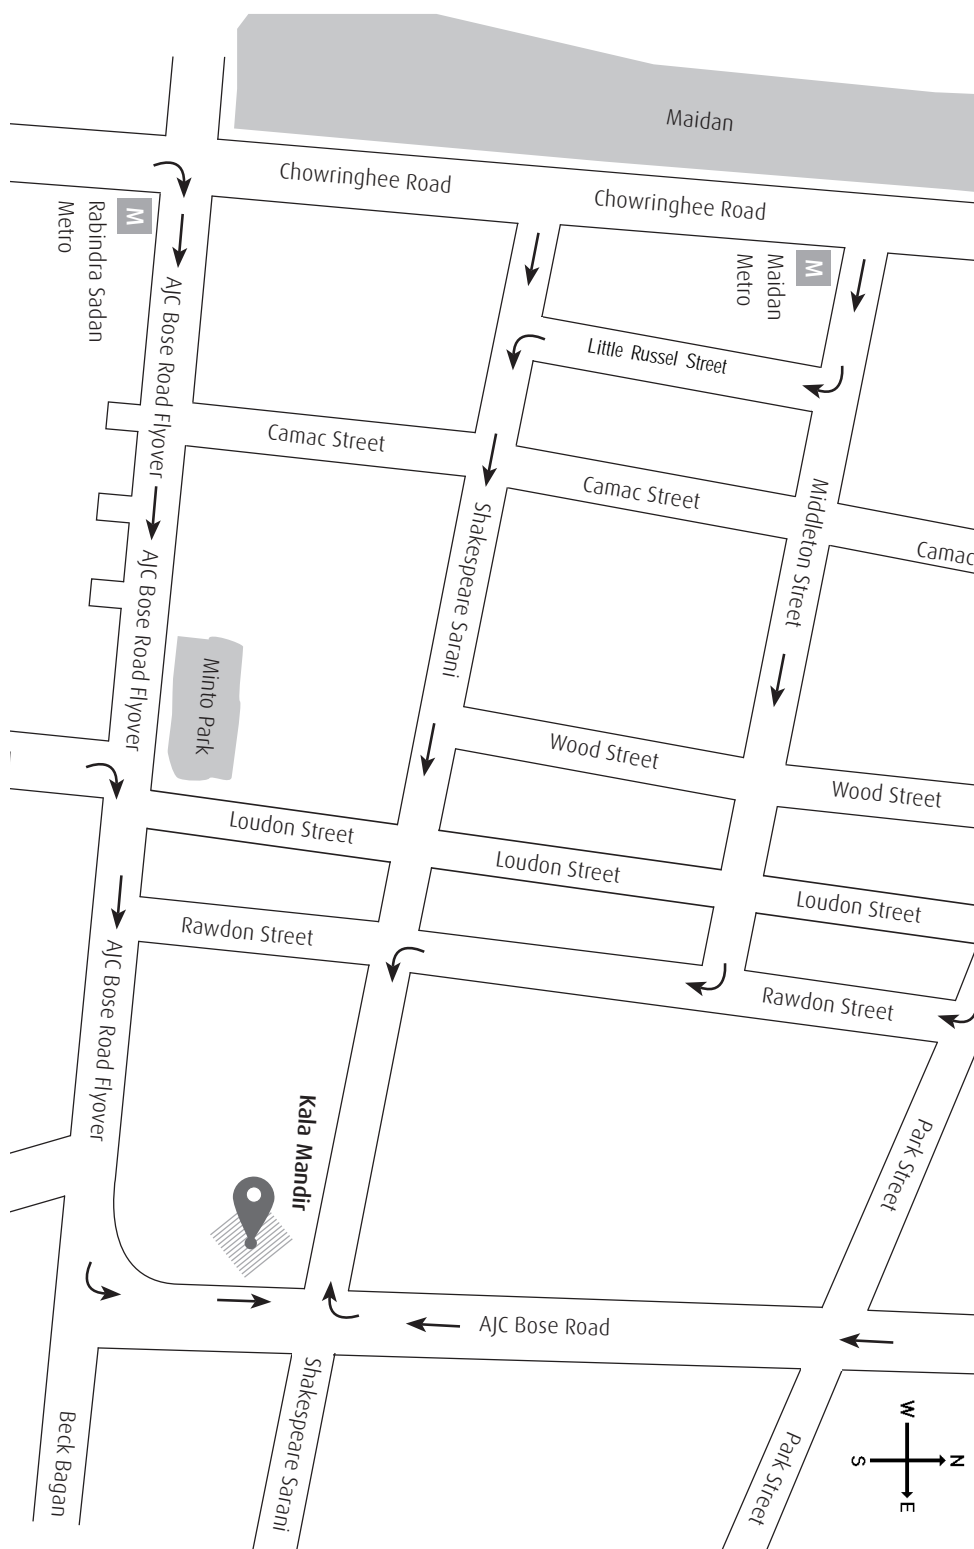 Maidan
Chowringhee Road
Chowringhee Road
M
Rabindra Sadan
Metro
M
Maidan
Metro
AJC Bose Road Flyover
Little Russel Street
Camac Street
Camac Street
Camac
Middleton Street
Shakespeare Sarani
AJC Bose Road Flyover
Minto Park
Wood Street
Wood Street
Loudon Street
Loudon Street
Loudon Street
Rawdon Street
Rawdon Street
AJC Bose Road Flyover
Kala Mandir
Park Street
AJC Bose Road
Shakespeare Sarani
Beck Bagan
Park Street
W
N
S
E